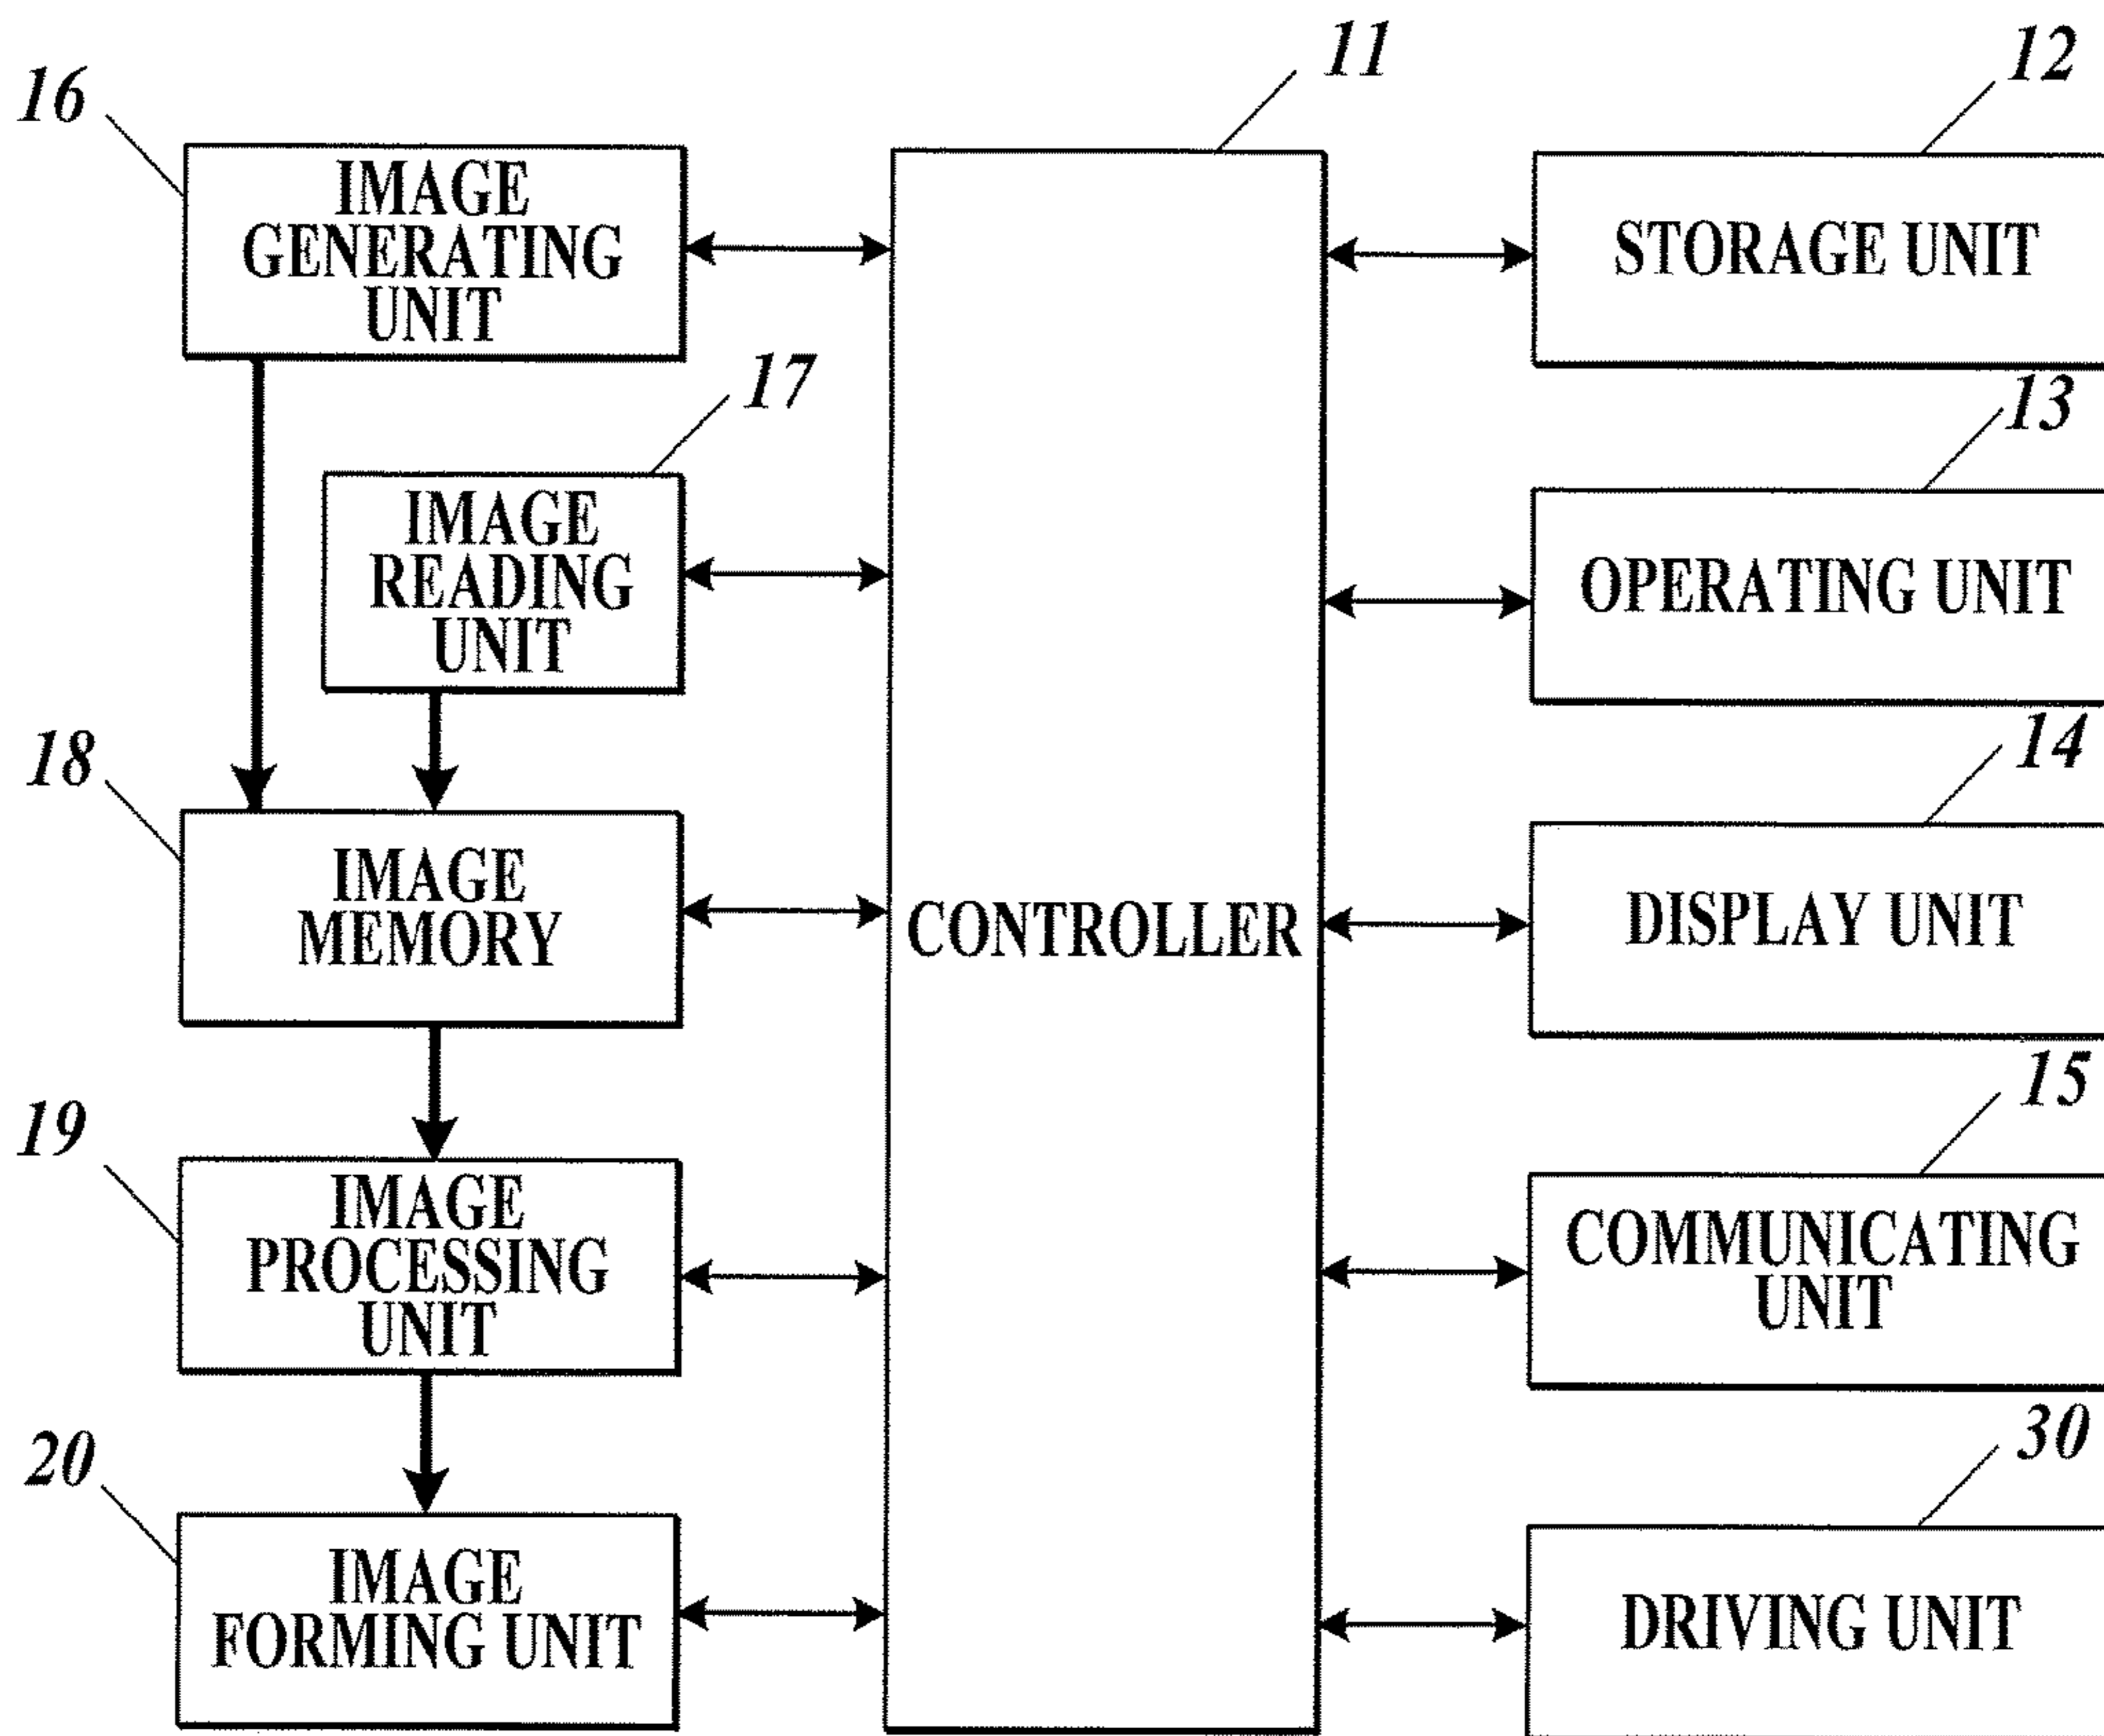 11
12
16
IMAGE
GENERATING
UNIT
STORAGE UNIT
17
13
IMAGE
READING
UNIT
OPERATING UNIT
18
14
IMAGE
MEMORY
CONTROLLER
DISPLAY UNIT
19
15
IMAGE
PROCESSING
UNIT
COMMUNICATING
UNIT
20
30
IMAGE
FORMING UNIT
DRIVING UNIT